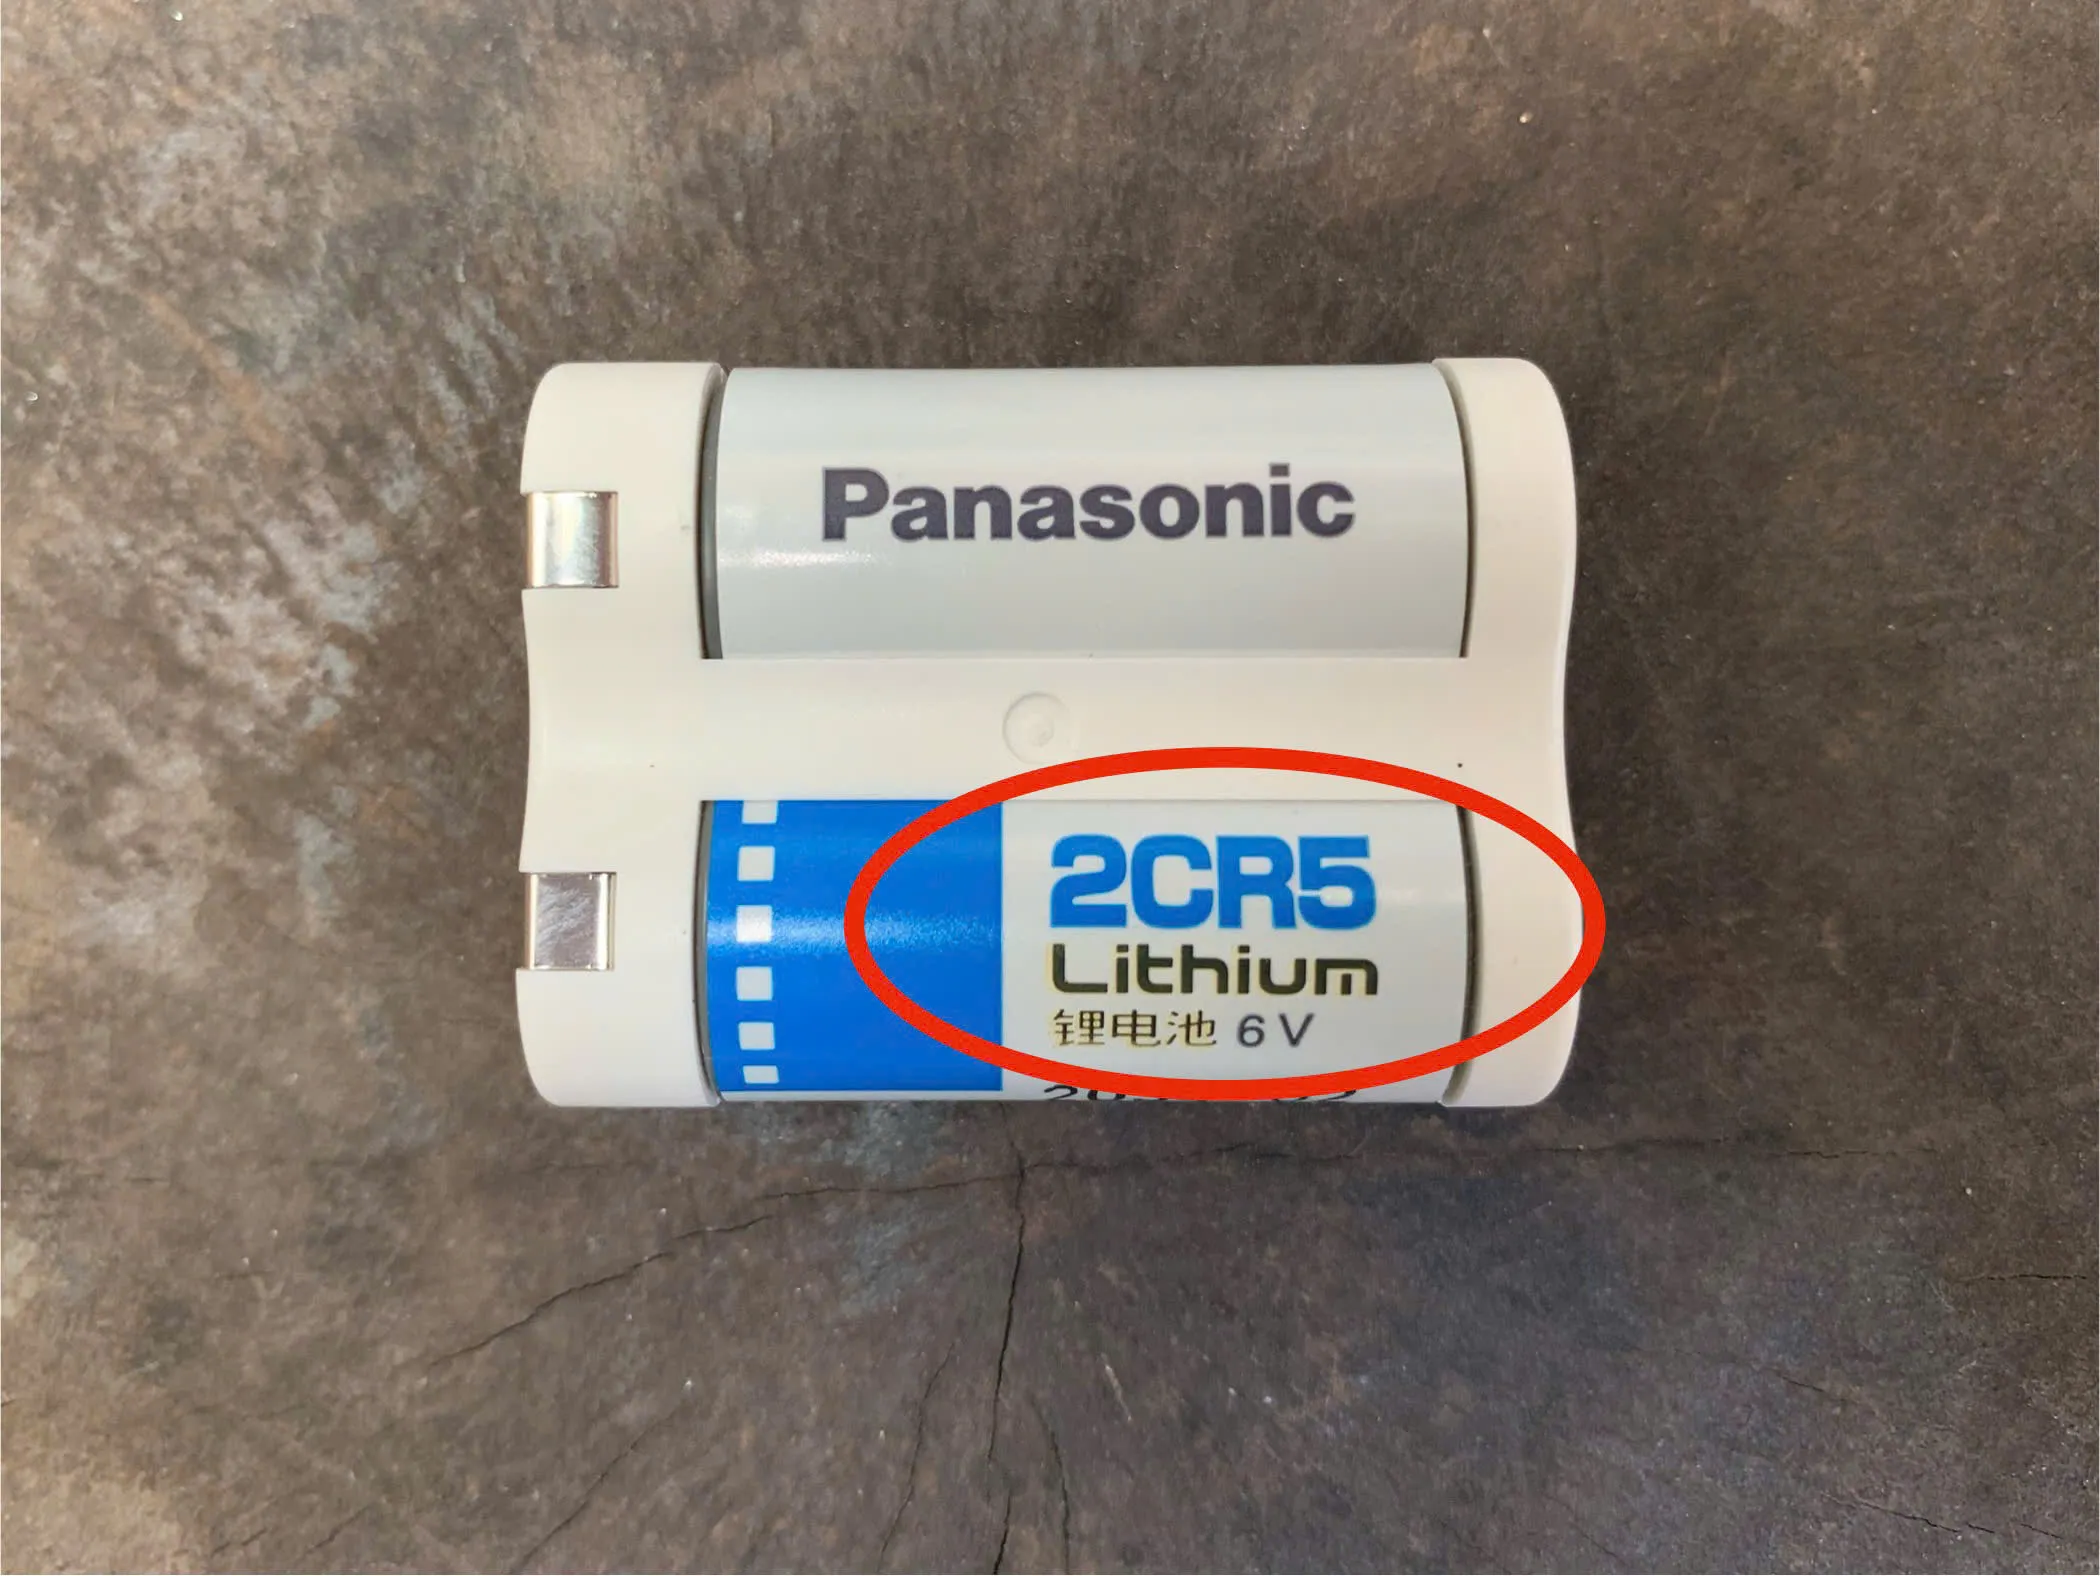 Panasonic
2CR5
Lithium
锂电池 6V